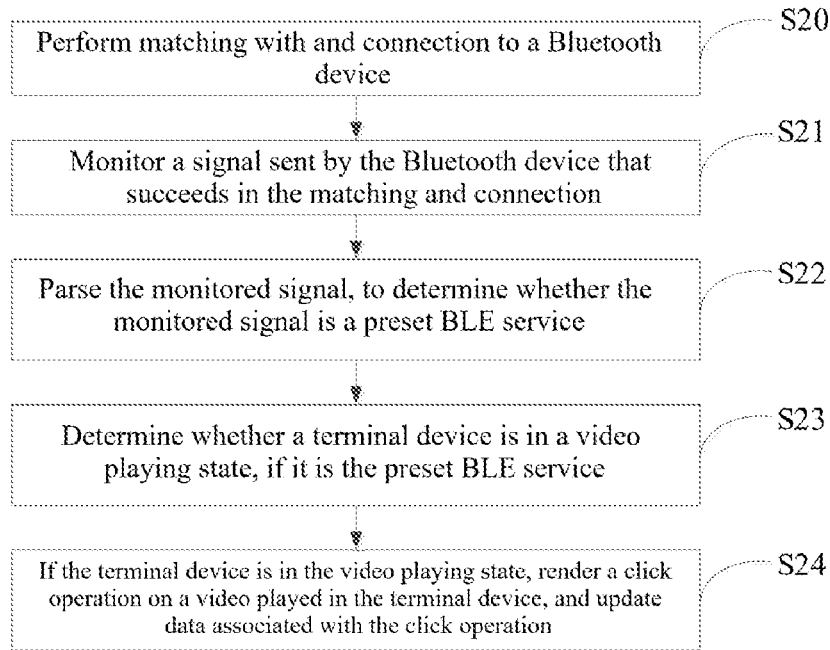 Perform matching with and connection to a Bluetooth
device
S20
Monitor a signal sent by the Bluetooth device that
succeeds in the matching and connection
S21
Parse the monitored signal, to determine whether the
monitored signal is a preset BLE service
S22
Determine whether a terminal device is in a video
playing state, if it is the preset BLE service
S23
If the terminal device is in the video playing state, render a click
operation on a video played in the terminal device, and update
data associated with the click operation
S24